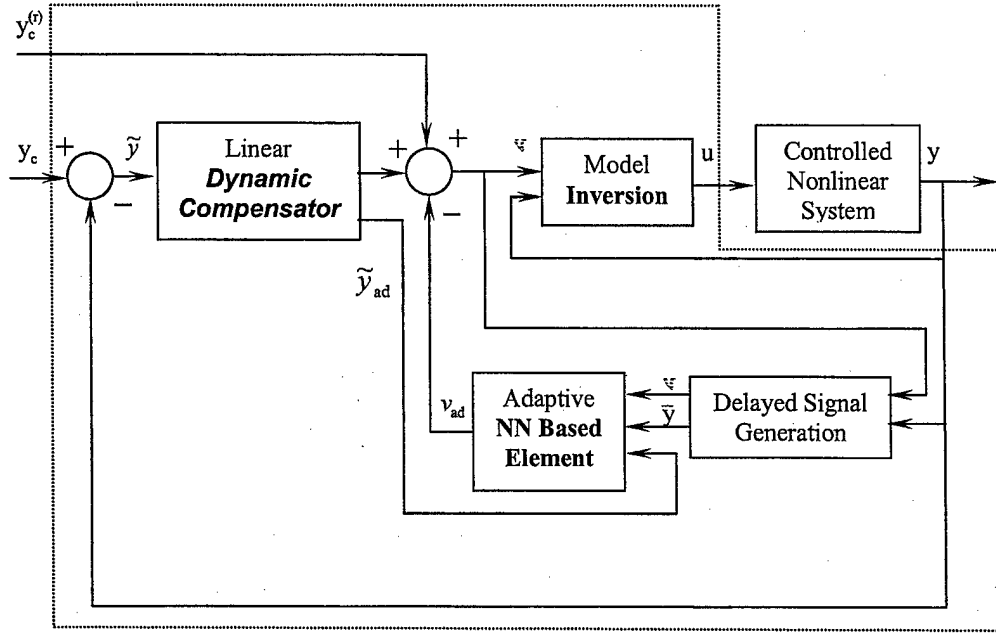 y_c^(r)
+
+
y_c
+
ỹ
−
Linear
Dynamic
Compensator
+
−
Model
Inversion
u
Controlled
Nonlinear
System
y
ỹ_ad
v_ad
Adaptive
NN Based
Element
ȳ
Delayed Signal
Generation